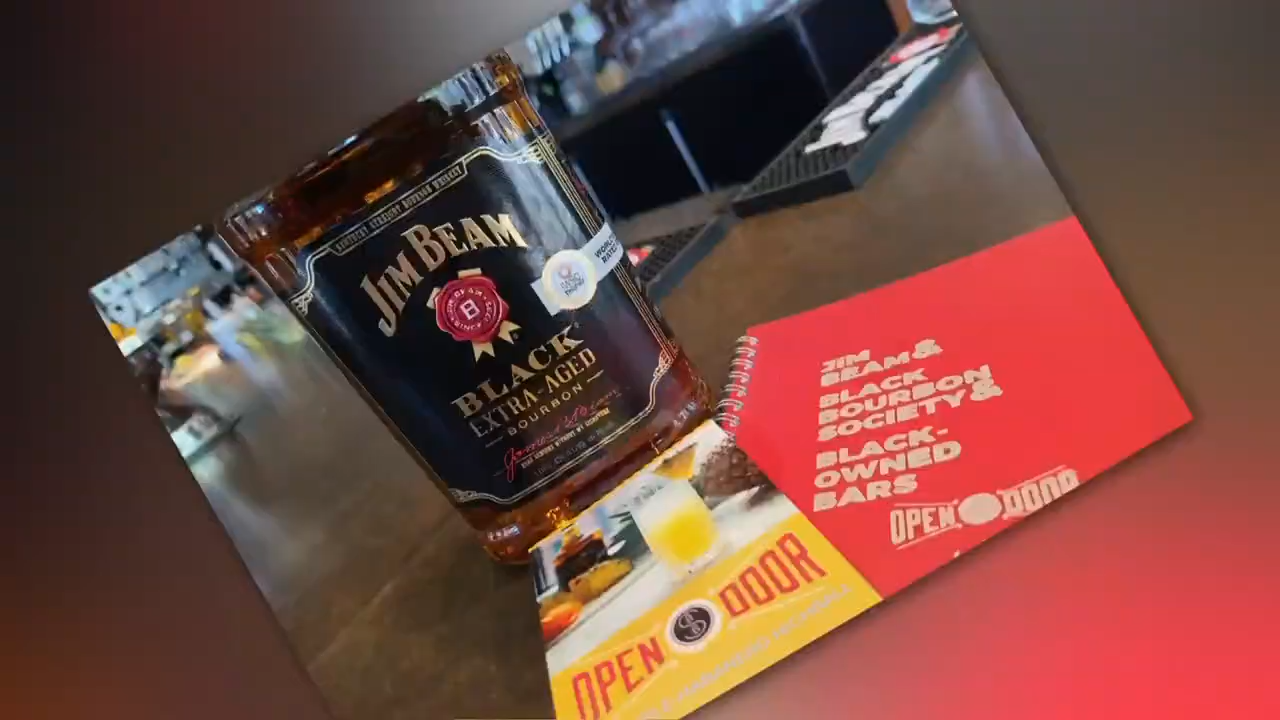 KENTUCKY STRAIGHT BOURBON WHISKEY
JIM BEAM
B
BLACK
EXTRA-AGED
BOURBON
JIM
BEAM &
BLACK
BOURBON
SOCIETY &
BLACK-
OWNED
BARS
OPEN DOOR
OPEN S DOOR